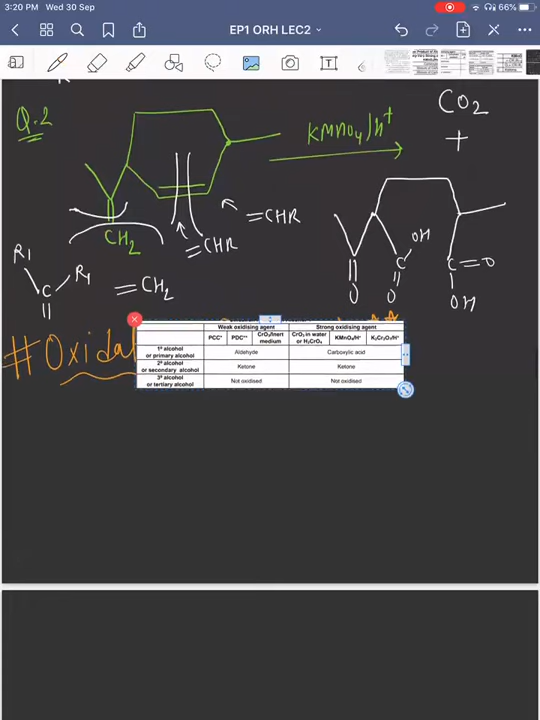 3:20 PM Wed 30 Sep
66%
EP1 ORH LEC2
T
Q.2
KMnO4/H+
CO2
+
CH2
=CHR
=CHR
R1
R1
C
=CH2
OH
C
O
O
C=O
OH
#Oxidat
Weak oxidising agent Strong oxidising agent
PCC* PDC** CrO3/Inert medium CrO3 in water or H2CrO4 KMnO4/H+ K2Cr2O7/H+
1° alcohol or primary alcohol Aldehyde Carboxylic acid
2° alcohol or secondary alcohol Ketone Ketone
3° alcohol or tertiary alcohol Not oxidised Not oxidised